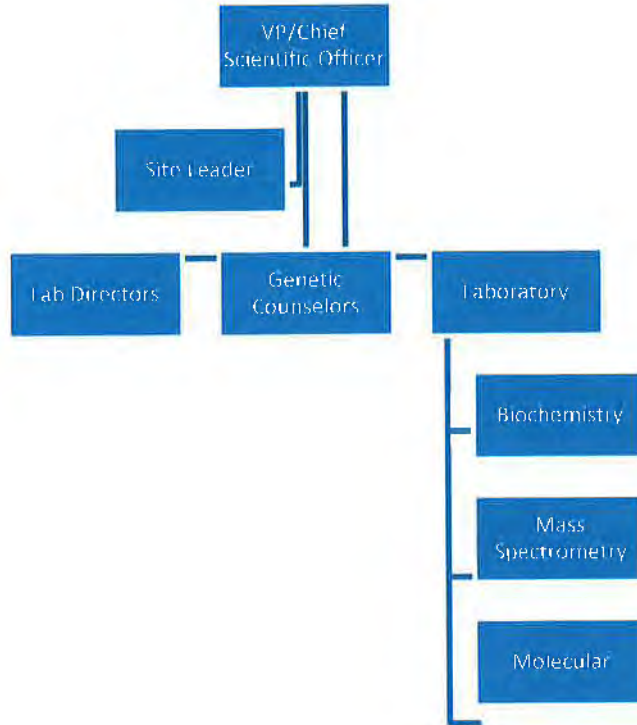 VP/Chief
Scientific Officer
Site Leader
Lab Directors
Genetic
Counselors
Laboratory
Biochemistry
Mass
Spectrometry
Molecular